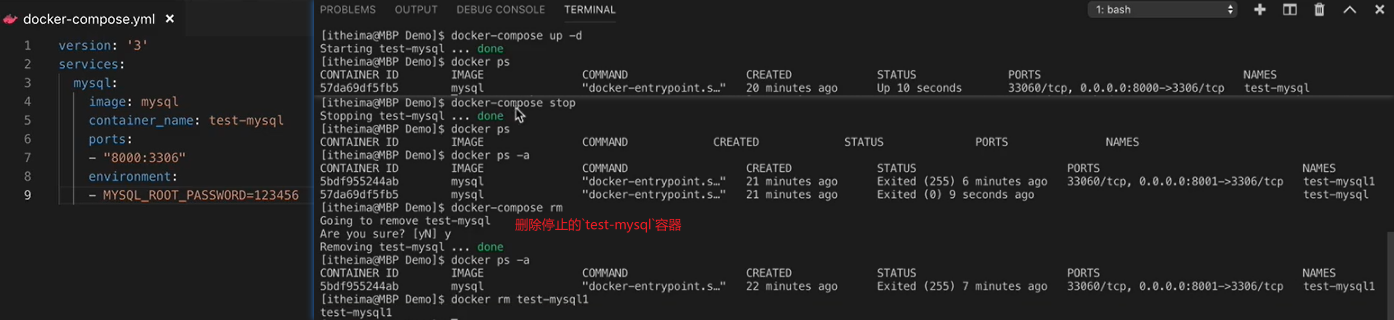 docker-compose.yml ×
1 version: '3'
2 services:
3 mysql:
4 image: mysql
5 container_name: test-mysql
6 ports:
7 - "8000:3306"
8 environment:
9 - MYSQL_ROOT_PASSWORD=123456
PROBLEMS OUTPUT DEBUG CONSOLE TERMINAL 1: bash
[itheima@MBP Demo]$ docker-compose up -d
Starting test-mysql ... done
[itheima@MBP Demo]$ docker ps
CONTAINER ID IMAGE COMMAND CREATED STATUS PORTS NAMES
57da69df5fb5 mysql "docker-entrypoint.s…" 20 minutes ago Up 10 seconds 33060/tcp, 0.0.0.0:8000->3306/tcp test-mysql
[itheima@MBP Demo]$ docker-compose stop
Stopping test-mysql ... done
[itheima@MBP Demo]$ docker ps
CONTAINER ID IMAGE COMMAND CREATED STATUS PORTS NAMES
[itheima@MBP Demo]$ docker ps -a
CONTAINER ID IMAGE COMMAND CREATED STATUS PORTS NAMES
5bdf955244ab mysql "docker-entrypoint.s…" 21 minutes ago Exited (255) 6 minutes ago 33060/tcp, 0.0.0.0:8001->3306/tcp test-mysql1
57da69df5fb5 mysql "docker-entrypoint.s…" 21 minutes ago Exited (0) 9 seconds ago test-mysql
[itheima@MBP Demo]$ docker-compose rm
Going to remove test-mysql
删除停止的`test-mysql`容器
Are you sure? [yN] y
Removing test-mysql ... done
[itheima@MBP Demo]$ docker ps -a
CONTAINER ID IMAGE COMMAND CREATED STATUS PORTS NAMES
5bdf955244ab mysql "docker-entrypoint.s…" 22 minutes ago Exited (255) 7 minutes ago 33060/tcp, 0.0.0.0:8001->3306/tcp test-mysql1
[itheima@MBP Demo]$ docker rm test-mysql1
test-mysql1